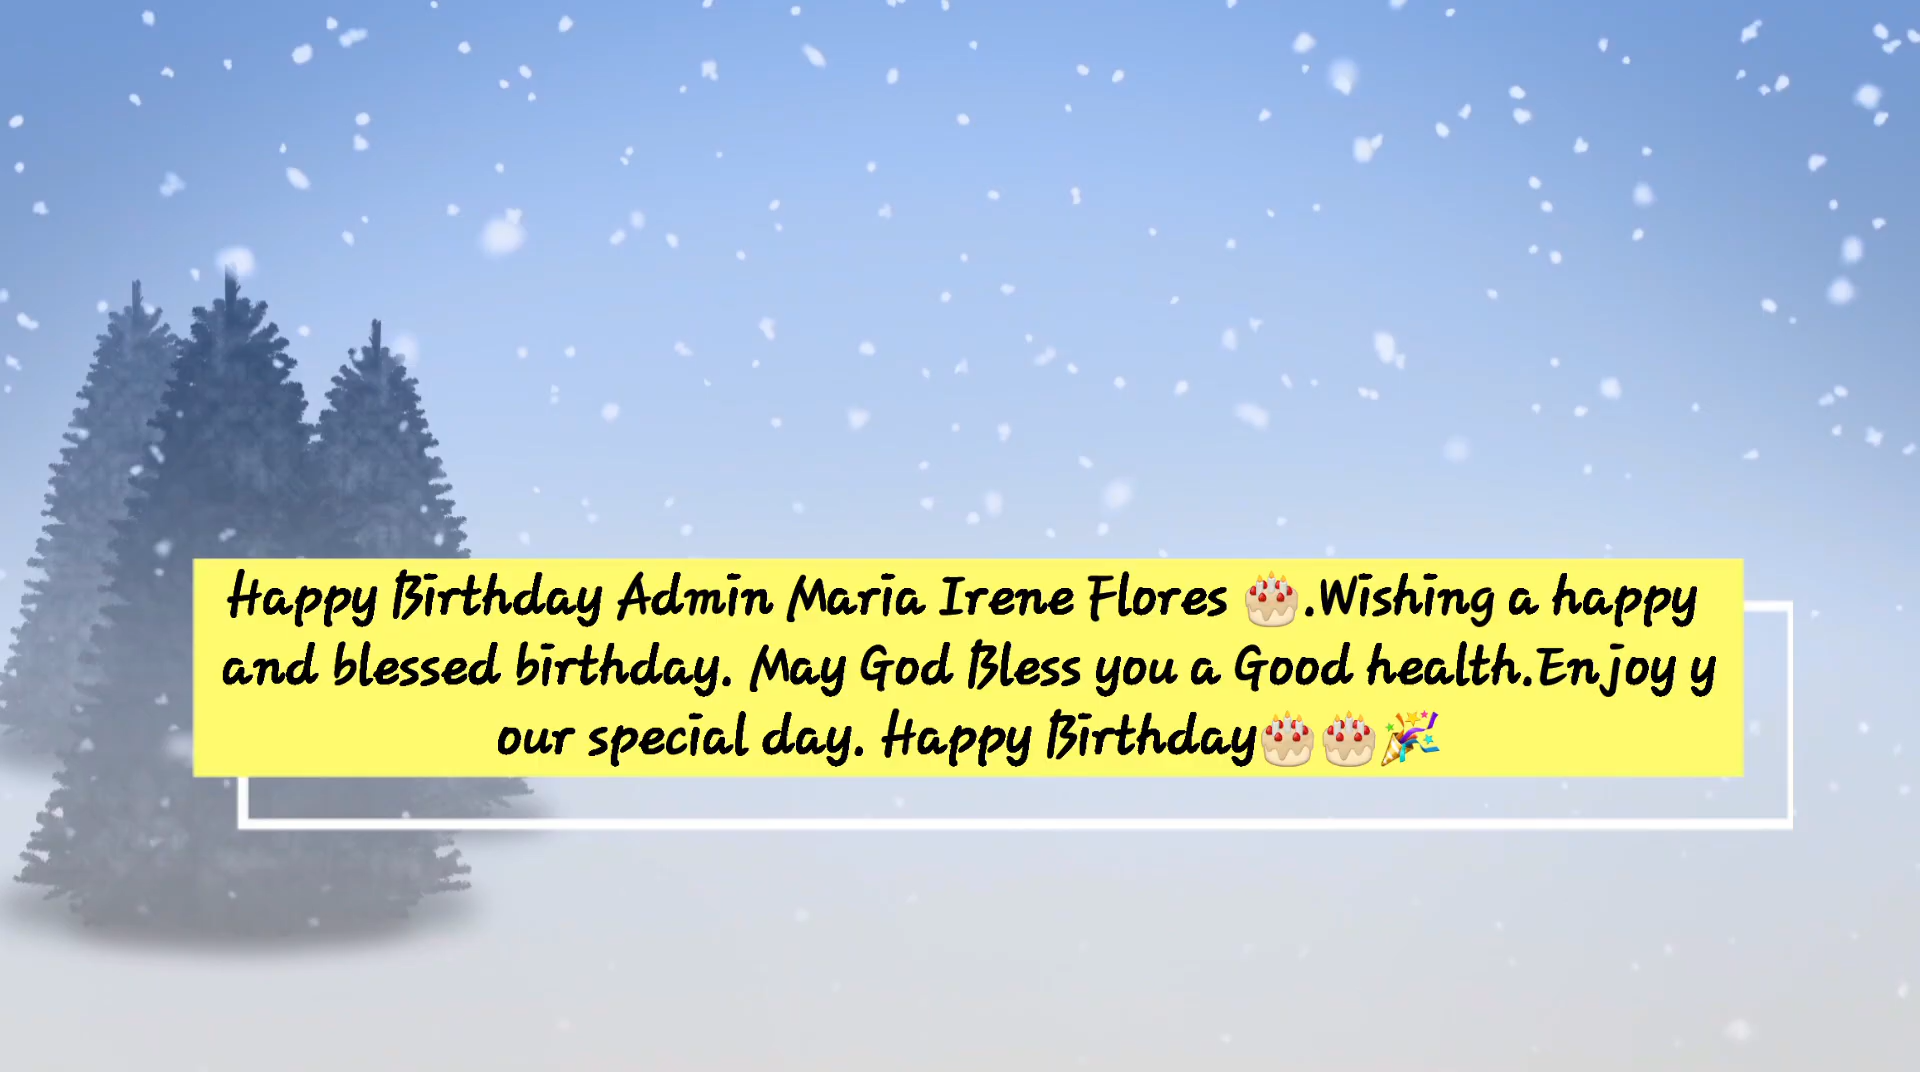 Happy Birthday Admin Maria Irene Flores 🎂.Wishing a happy
and blessed birthday. May God Bless you a Good health.Enjoy y
our special day. Happy Birthday🎂🎂🎉